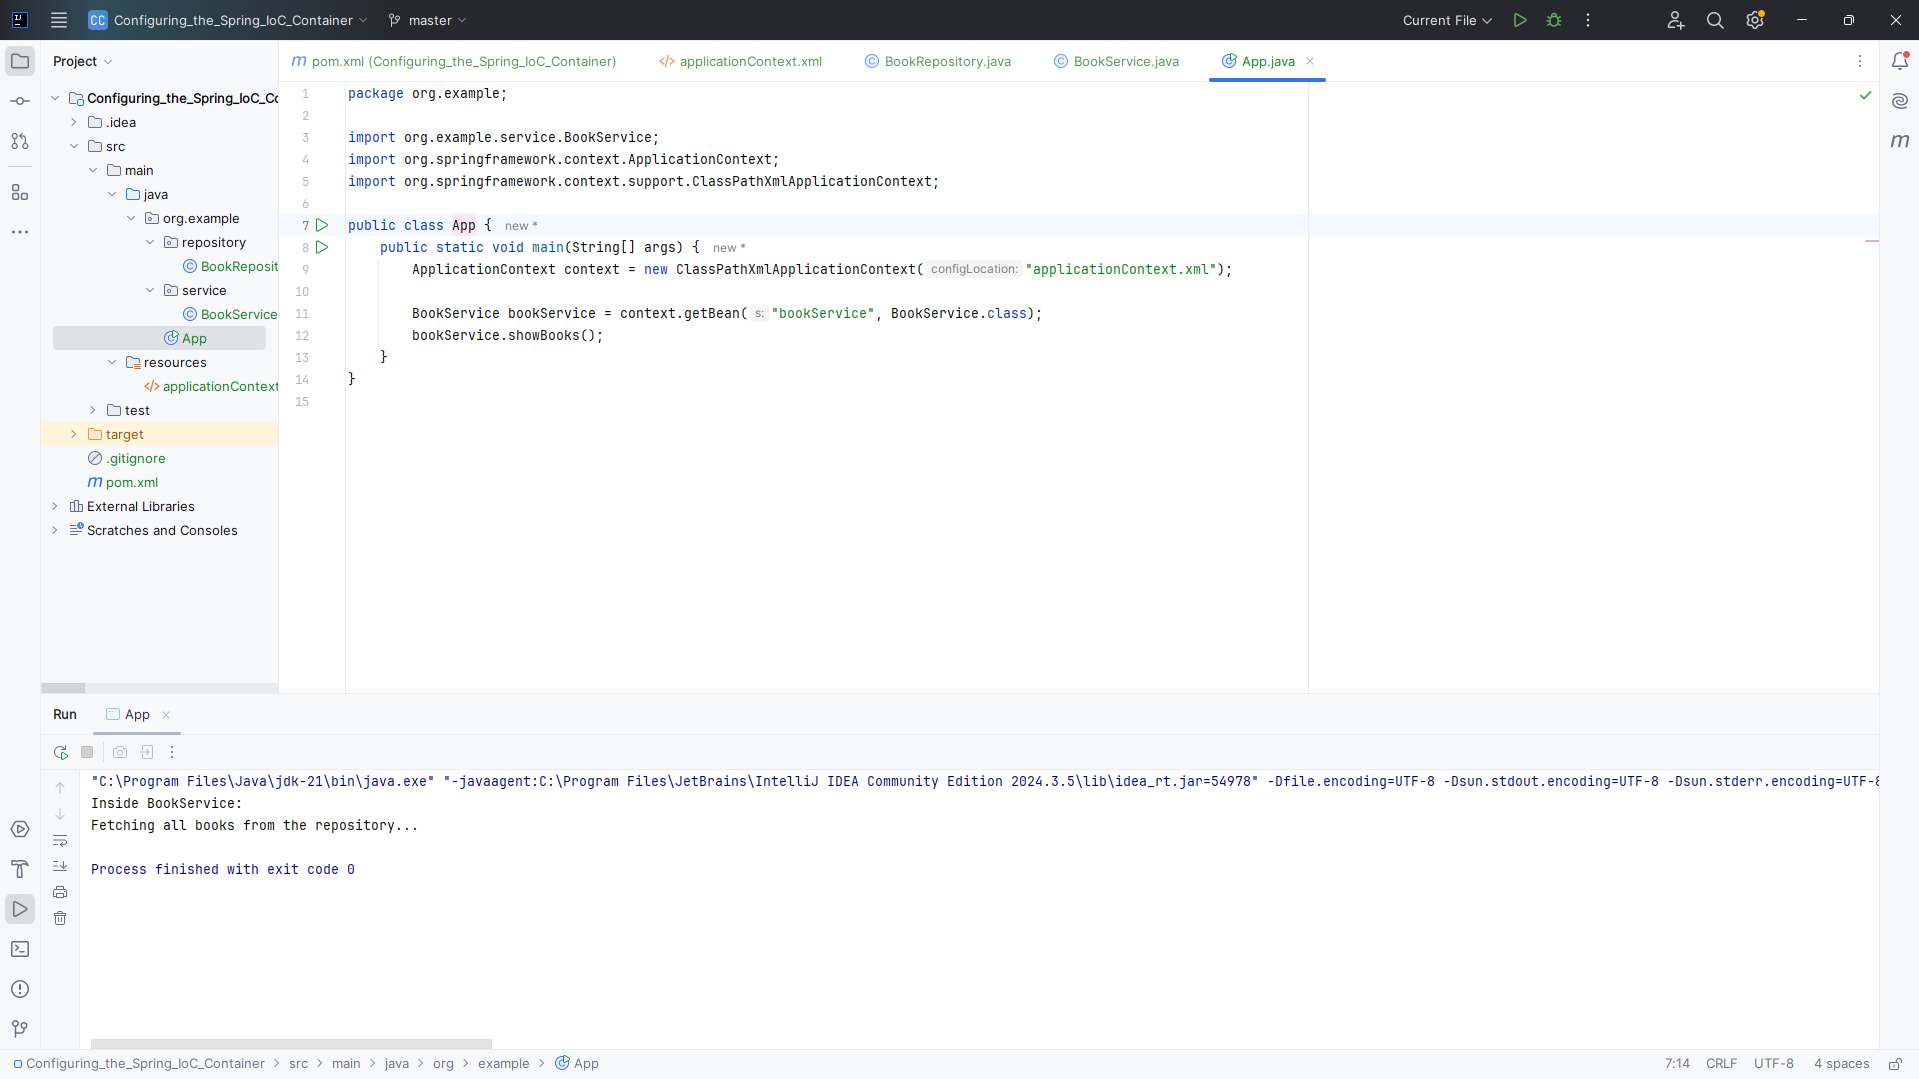 CC Configuring_the_Spring_IoC_Container master Current File
Project
pom.xml (Configuring_the_Spring_IoC_Container) applicationContext.xml BookRepository.java BookService.java App.java
Configuring_the_Spring_IoC_Co
.idea
src
main
java
org.example
repository
BookReposit
service
BookService
App
resources
applicationContext
test
target
.gitignore
pom.xml
External Libraries
Scratches and Consoles
1 package org.example;
2
3 import org.example.service.BookService;
4 import org.springframework.context.ApplicationContext;
5 import org.springframework.context.support.ClassPathXmlApplicationContext;
6
7 public class App { new *
8 public static void main(String[] args) { new *
9 ApplicationContext context = new ClassPathXmlApplicationContext( configLocation: "applicationContext.xml");
10
11 BookService bookService = context.getBean( s: "bookService", BookService.class);
12 bookService.showBooks();
13 }
14 }
15
Run App
"C:\Program Files\Java\jdk-21\bin\java.exe" "-javaagent:C:\Program Files\JetBrains\IntelliJ IDEA Community Edition 2024.3.5\lib\idea_rt.jar=54978" -Dfile.encoding=UTF-8 -Dsun.stdout.encoding=UTF-8 -Dsun.stderr.encoding=UTF-8
Inside BookService:
Fetching all books from the repository...
Process finished with exit code 0
Configuring_the_Spring_IoC_Container > src > main > java > org > example > App 7:14 CRLF UTF-8 4 spaces